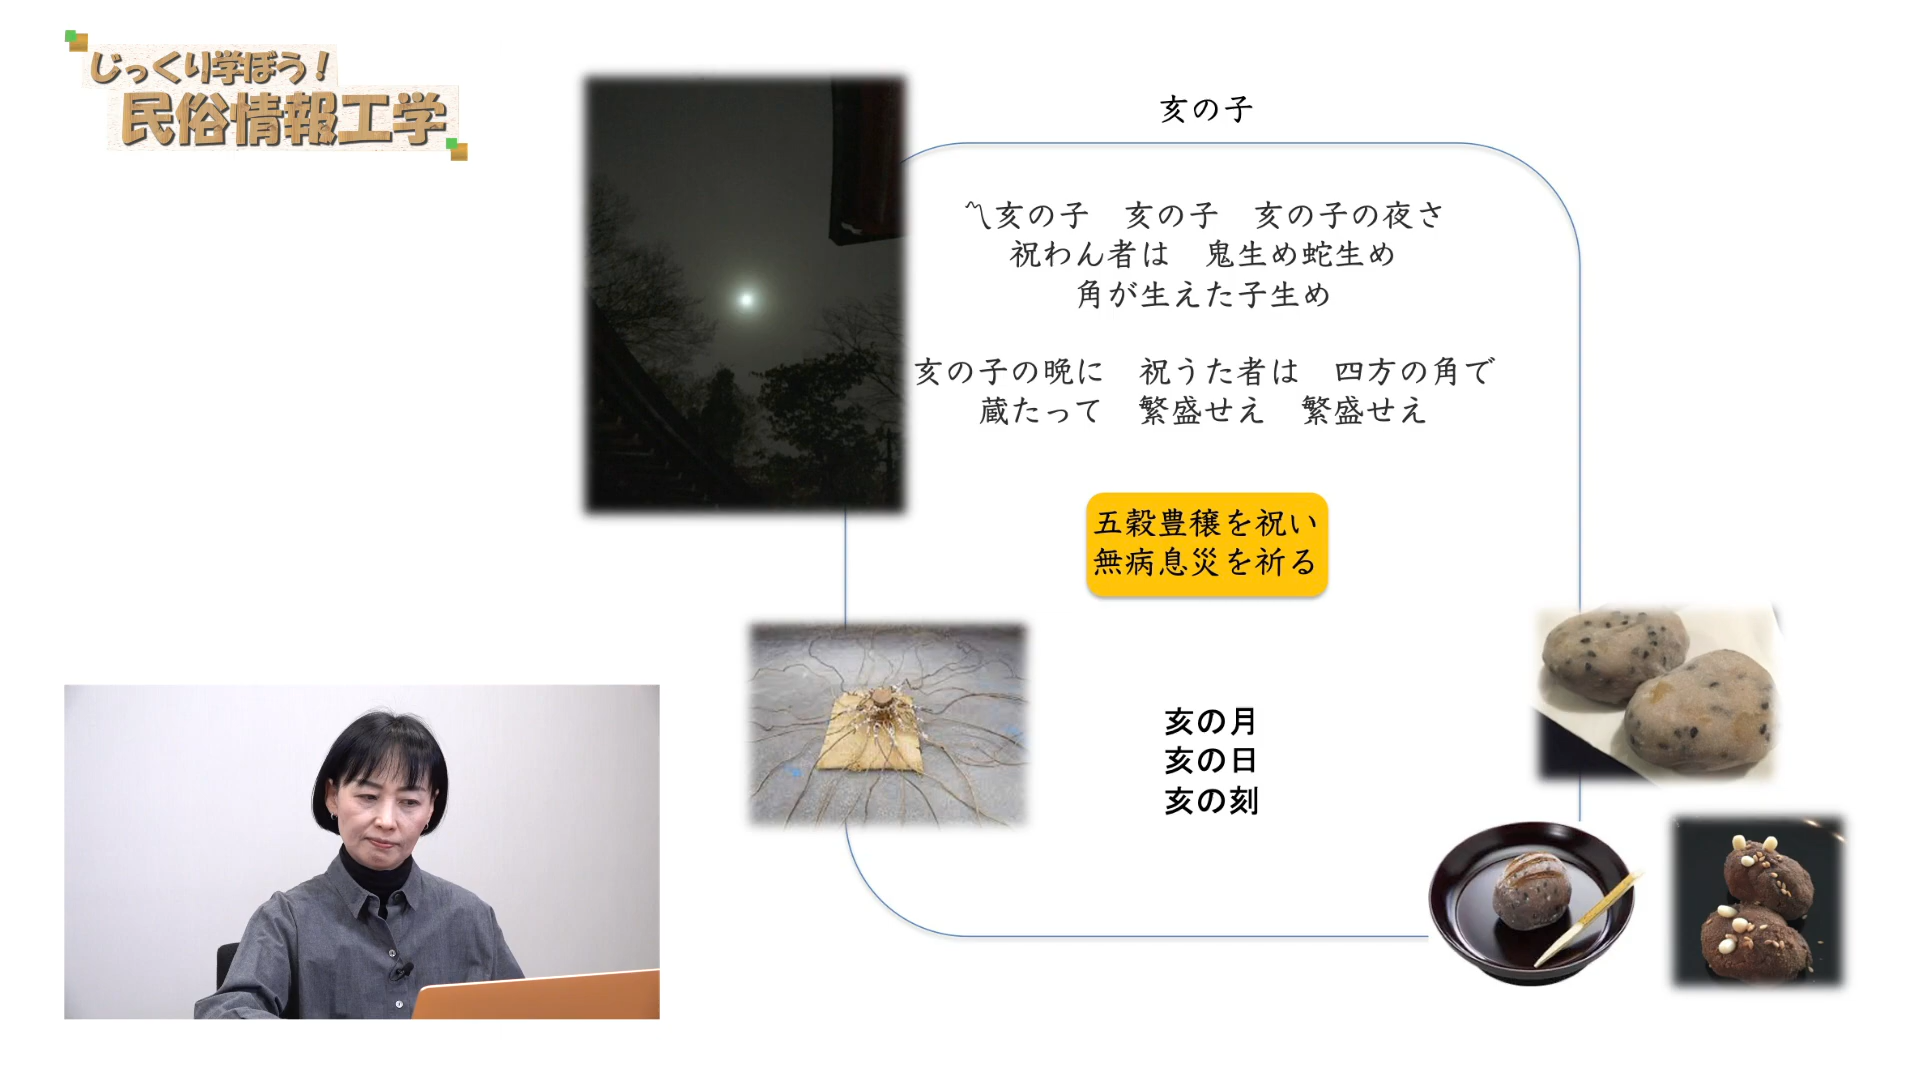 じっくり学ぼう！
民俗情報工学
亥の子
〽亥の子　亥の子　亥の子の夜さ
祝わん者は　鬼生め蛇生め
角が生えた子生め
亥の子の晩に　祝うた者は　四方の角で
蔵たって　繁盛せえ　繁盛せえ
五穀豊穣を祝い
無病息災を祈る
亥の月
亥の日
亥の刻